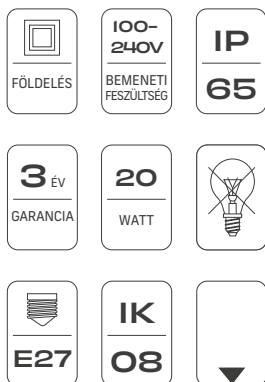 FÖLDELÉS
100-
240V
BEMENETI
FESZÜLTSÉG
IP
65
3 ÉV
GARANCIA
20
WATT
E27
IK
08